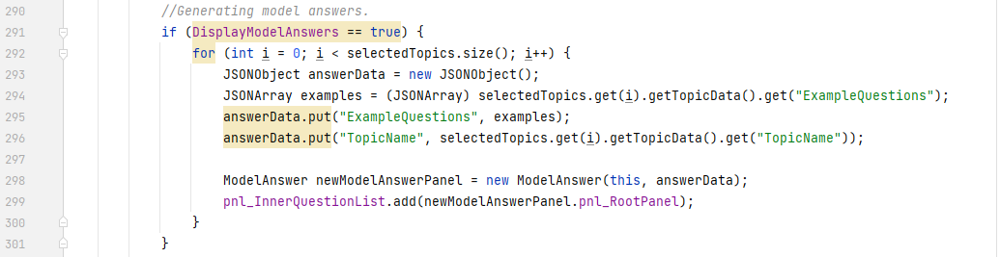 290 //Generating model answers.
291 if (DisplayModelAnswers == true) {
292 for (int i = 0; i < selectedTopics.size(); i++) {
293 JSONObject answerData = new JSONObject();
294 JSONArray examples = (JSONArray) selectedTopics.get(i).getTopicData().get("ExampleQuestions");
295 answerData.put("ExampleQuestions", examples);
296 answerData.put("TopicName", selectedTopics.get(i).getTopicData().get("TopicName"));
297
298 ModelAnswer newModelAnswerPanel = new ModelAnswer(this, answerData);
299 pnl_InnerQuestionList.add(newModelAnswerPanel.pnl_RootPanel);
300 }
301 }